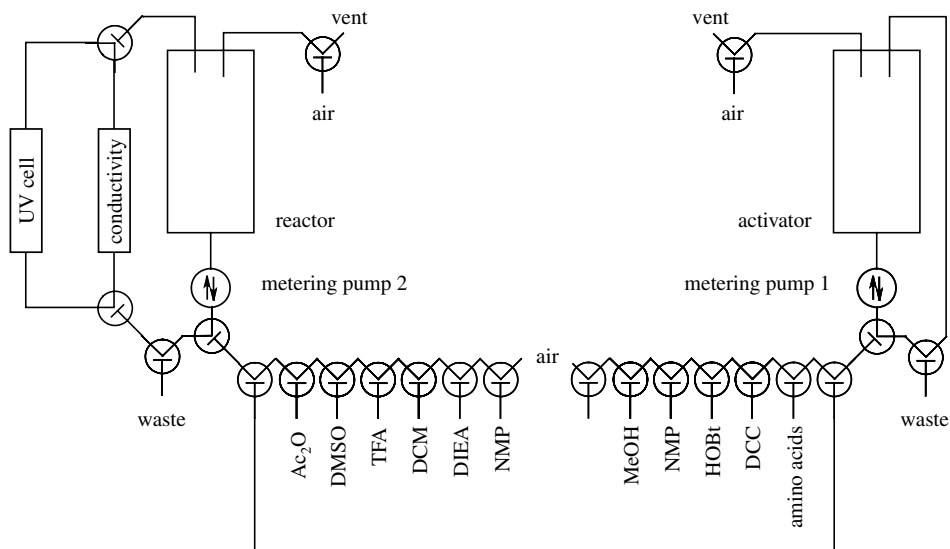 vent
vent
air
air
UV cell
conductivity
reactor
activator
metering pump 2
metering pump 1
air
waste
waste
Ac₂O
DMSO
TFA
DCM
DIEA
NMP
MeOH
NMP
HOBt
DCC
amino acids